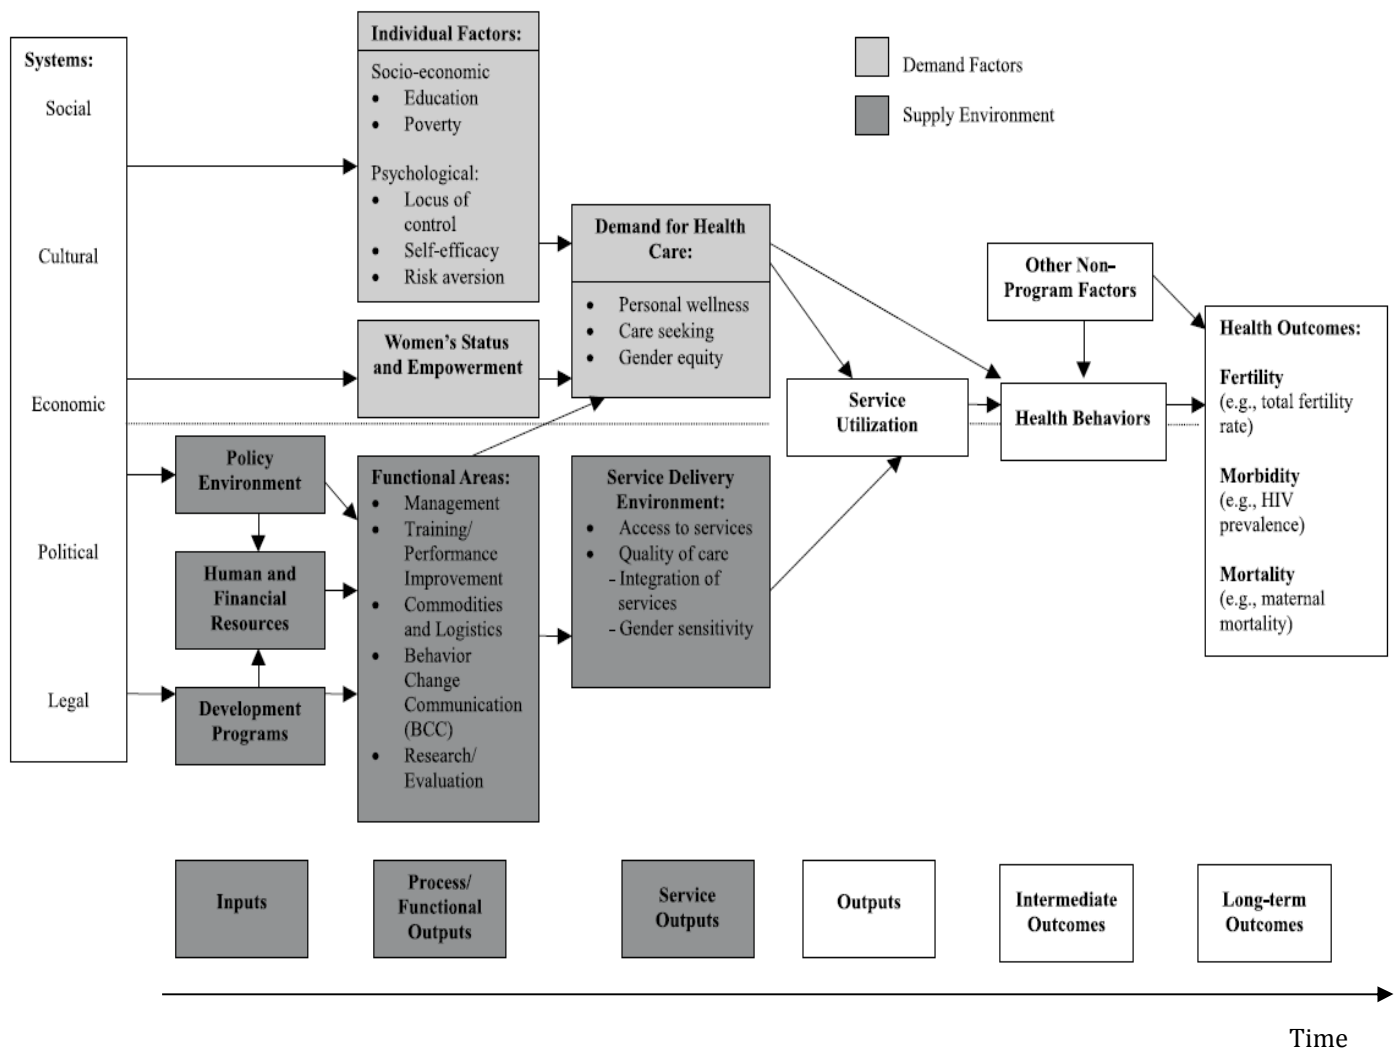 Systems:
Social
Cultural
Economic
Political
Legal
Individual Factors:
Socio-economic
• Education
• Poverty
Psychological:
• Locus of
control
• Self-efficacy
• Risk aversion
Women's Status
and Empowerment
Demand for Health
Care:
• Personal wellness
• Care seeking
• Gender equity
Demand Factors
Supply Environment
Policy
Environment
Human and
Financial
Resources
Development
Programs
Functional Areas:
• Management
• Training/
Performance
Improvement
• Commodities
and Logistics
• Behavior
Change
Communication
(BCC)
• Research/
Evaluation
Service Delivery
Environment:
• Access to services
• Quality of care
- Integration of
services
- Gender sensitivity
Service
Utilization
Other Non–
Program Factors
Health Behaviors
Health Outcomes:
Fertility
(e.g., total fertility
rate)
Morbidity
(e.g., HIV
prevalence)
Mortality
(e.g., maternal
mortality)
Inputs
Process/
Functional
Outputs
Service
Outputs
Outputs
Intermediate
Outcomes
Long-term
Outcomes
Time